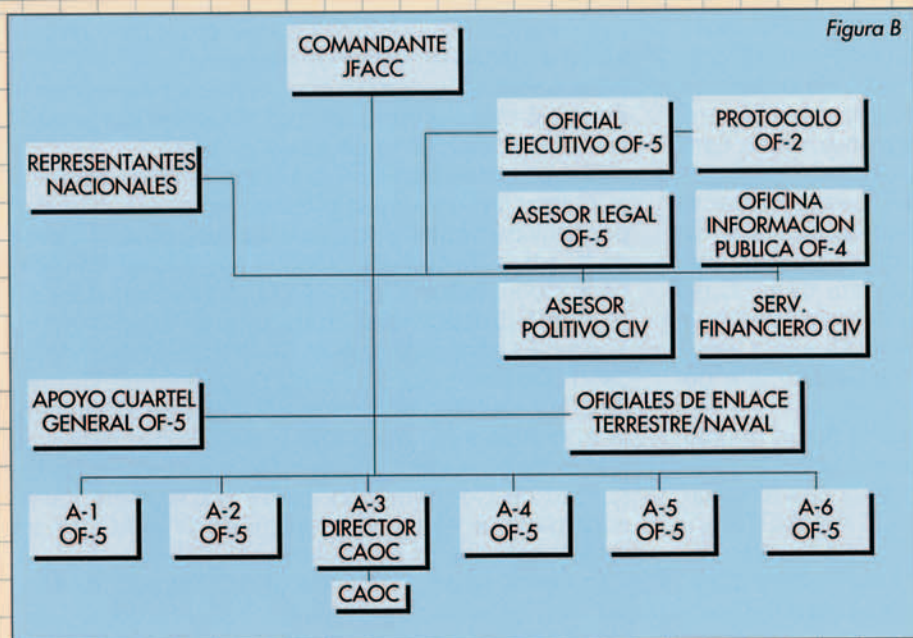 Figura B
COMANDANTE
JFACC
OFICIAL
EJECUTIVO OF-5
PROTOCOLO
OF-2
REPRESENTANTES
NACIONALES
ASESOR LEGAL
OF-5
OFICINA
INFORMACION
PUBLICA OF-4
ASESOR
POLITIVO CIV
SERV.
FINANCIERO CIV
APOYO CUARTEL
GENERAL OF-5
OFICIALES DE ENLACE
TERRESTRE/NAVAL
A-1
OF-5
A-2
OF-5
A-3
DIRECTOR
CAOC
A-4
OF-5
A-5
OF-5
A-6
OF-5
CAOC